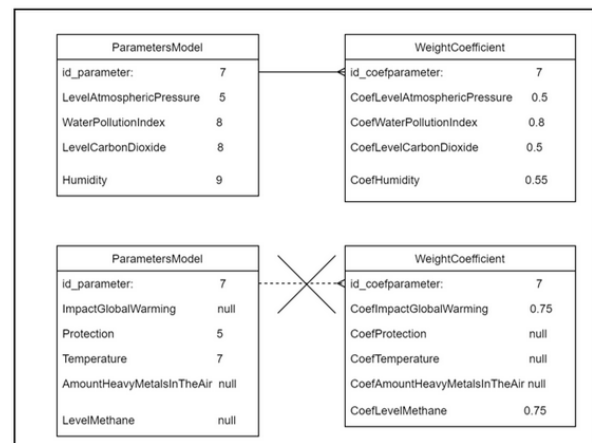 ParametersModel WeightCoefficient
id_parameter: 7 id_coefparameter: 7
LevelAtmosphericPressure 5 CoefLevelAtmosphericPressure 0.5
WaterPollutionIndex 8 CoefWaterPollutionIndex 0.8
LevelCarbonDioxide 8 CoefLevelCarbonDioxide 0.5
Humidity 9 CoefHumidity 0.55
ParametersModel WeightCoefficient
id_parameter: 7 id_coefparameter: 7
ImpactGlobalWarming null CoefImpactGlobalWarming 0.75
Protection 5 CoefProtection null
Temperature 7 CoefTemperature null
AmountHeavyMetalsInTheAir null CoefAmountHeavyMetalsInTheAir null
LevelMethane null CoefLevelMethane 0.75